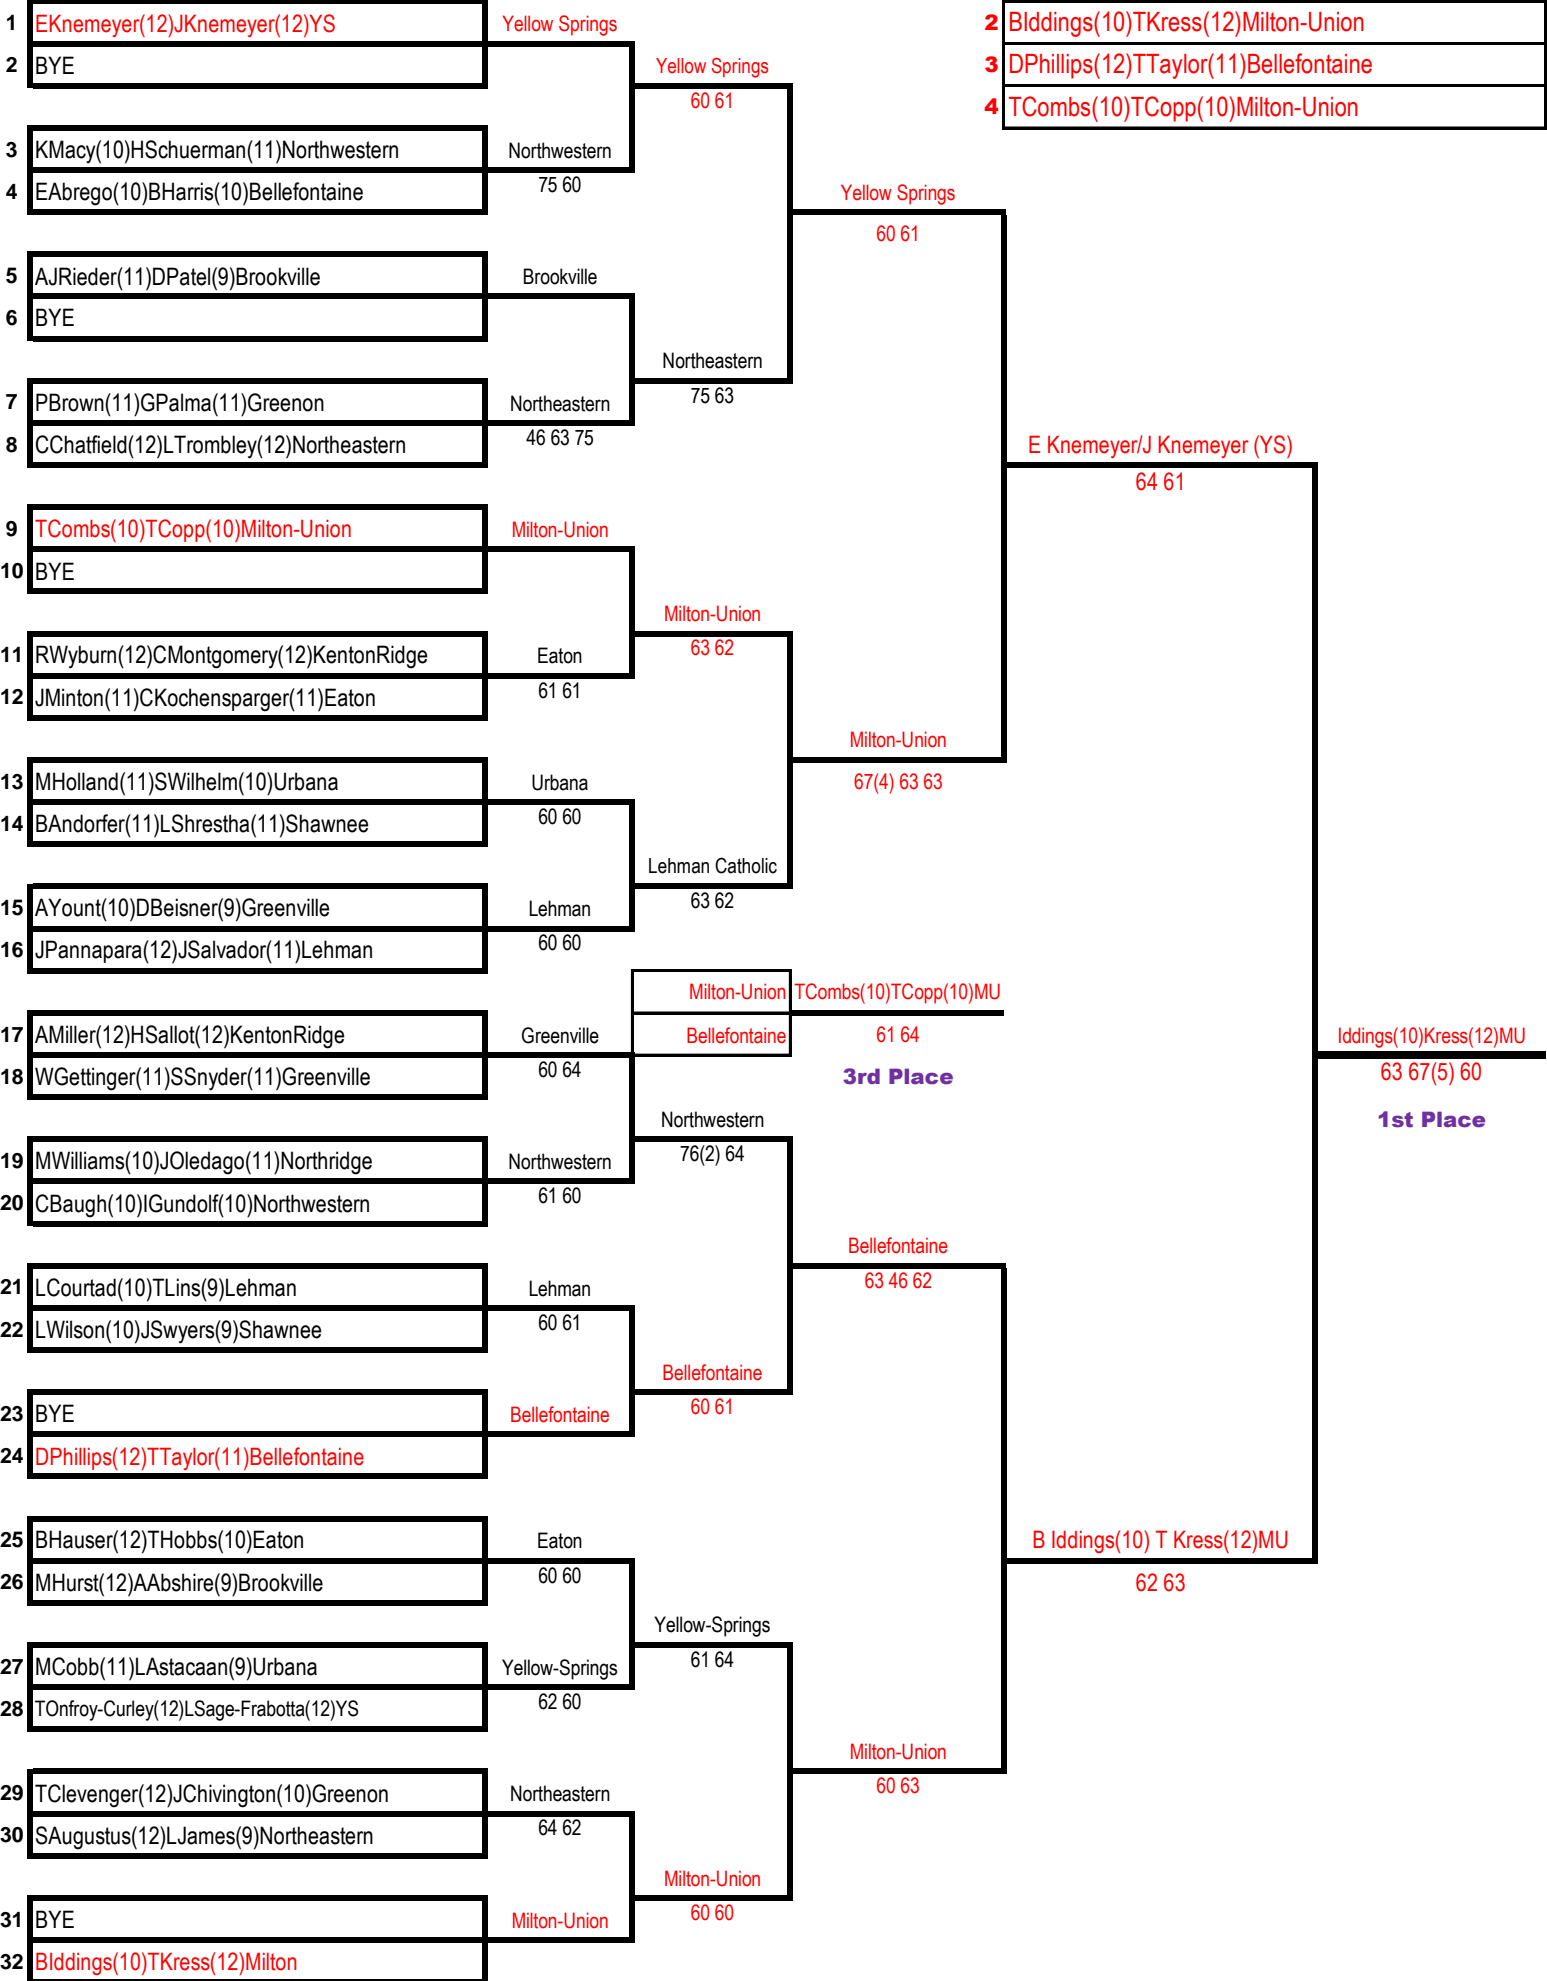 1 EKnemeyer(12)JKnemeyer(12)YS
2 BYE
3 KMacy(10)HSchuerman(11)Northwestern
4 EAbrego(10)BHarris(10)Bellefontaine
5 AJRieder(11)DPatel(9)Brookville
6 BYE
7 PBrown(11)GPalma(11)Greenon
8 CChatfield(12)LTrombley(12)Northeastern
9 TCombs(10)TCopp(10)Milton-Union
10 BYE
11 RWyburn(12)CMontgomery(12)KentonRidge
12 JMinton(11)CKochensparger(11)Eaton
13 MHolland(11)SWilhelm(10)Urbana
14 BAndorfer(11)LShrestha(11)Shawnee
15 AYount(10)DBeisner(9)Greenville
16 JPannapara(12)JSalvador(11)Lehman
17 AMiller(12)HSallot(12)KentonRidge
18 WGettinger(11)SSnyder(11)Greenville
19 MWilliams(10)JOledago(11)Northridge
20 CBaugh(10)IGundolf(10)Northwestern
21 LCourtad(10)TLins(9)Lehman
22 LWilson(10)JSwyers(9)Shawnee
23 BYE
24 DPhillips(12)TTaylor(11)Bellefontaine
25 BHauser(12)THobbs(10)Eaton
26 MHurst(12)AAbshire(9)Brookville
27 MCobb(11)LAstacaan(9)Urbana
28 TOnfroy-Curley(12)LSage-Frabotta(12)YS
29 TClevenger(12)JChivington(10)Greenon
30 SAugustus(12)LJames(9)Northeastern
31 BYE
32 BIddings(10)TKress(12)Milton
Yellow Springs
Northwestern
75 60
Brookville
Northeastern
46 63 75
Milton-Union
Eaton
61 61
Urbana
60 60
Lehman
60 60
Greenville
60 64
Northwestern
61 60
Lehman
60 61
Bellefontaine
Eaton
60 60
Yellow-Springs
62 60
Northeastern
64 62
Milton-Union
Yellow Springs
60 61
Northeastern
75 63
Milton-Union
63 62
Lehman Catholic
63 62
Milton-Union
Bellefontaine
Northwestern
76(2) 64
Bellefontaine
60 61
Yellow-Springs
61 64
Milton-Union
60 60
Yellow Springs
60 61
Milton-Union
67(4) 63 63
TCombs(10)TCopp(10)MU
61 64
3rd Place
Bellefontaine
63 46 62
Milton-Union
60 63
2 BIddings(10)TKress(12)Milton-Union
3 DPhillips(12)TTaylor(11)Bellefontaine
4 TCombs(10)TCopp(10)Milton-Union
E Knemeyer/J Knemeyer (YS)
64 61
B Iddings(10) T Kress(12)MU
62 63
Iddings(10)Kress(12)MU
63 67(5) 60
1st Place